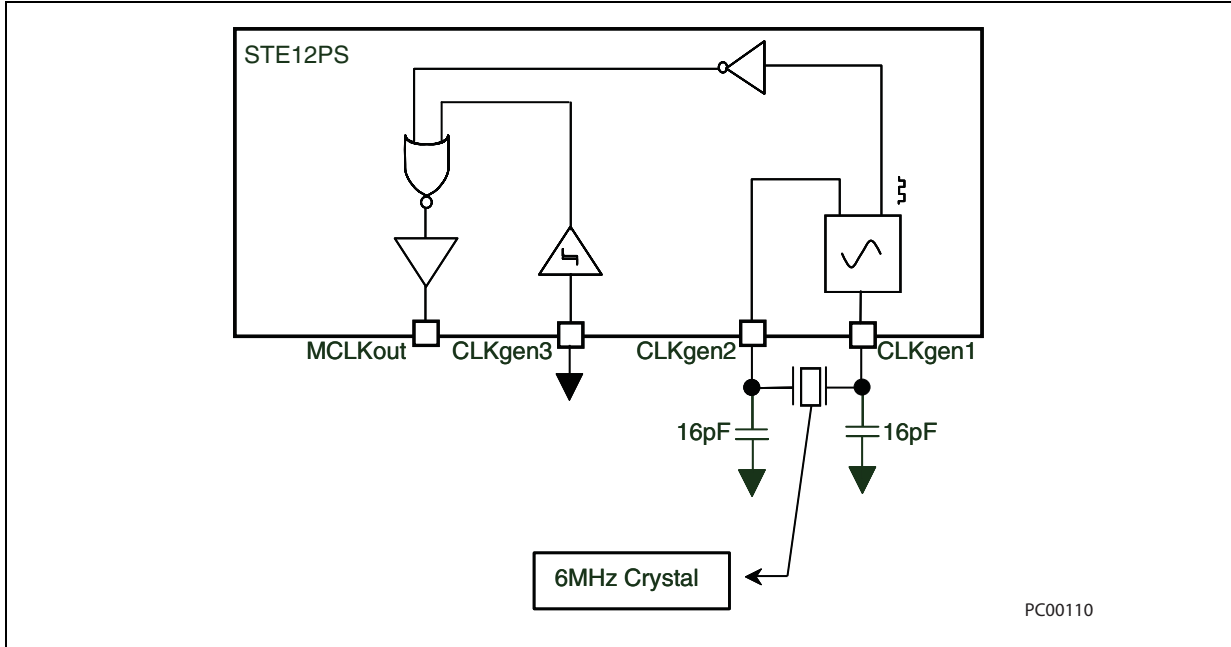 STE12PS
MCLKout
CLKgen3
CLKgen2
CLKgen1
16pF
16pF
6MHz Crystal
PC00110